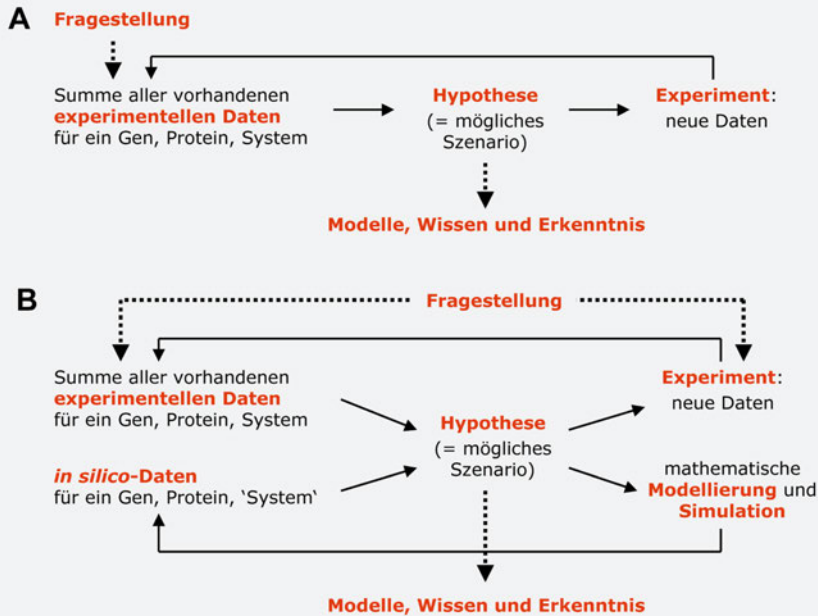 A
Fragestellung
Summe aller vorhandenen
experimentellen Daten
für ein Gen, Protein, System
Hypothese
(= mögliches
Szenario)
Experiment:
neue Daten
Modelle, Wissen und Erkenntnis
B
Fragestellung
Summe aller vorhandenen
experimentellen Daten
für ein Gen, Protein, System
in silico-Daten
für ein Gen, Protein, ‘System‘
Hypothese
(= mögliches
Szenario)
Experiment:
neue Daten
mathematische
Modellierung und
Simulation
Modelle, Wissen und Erkenntnis